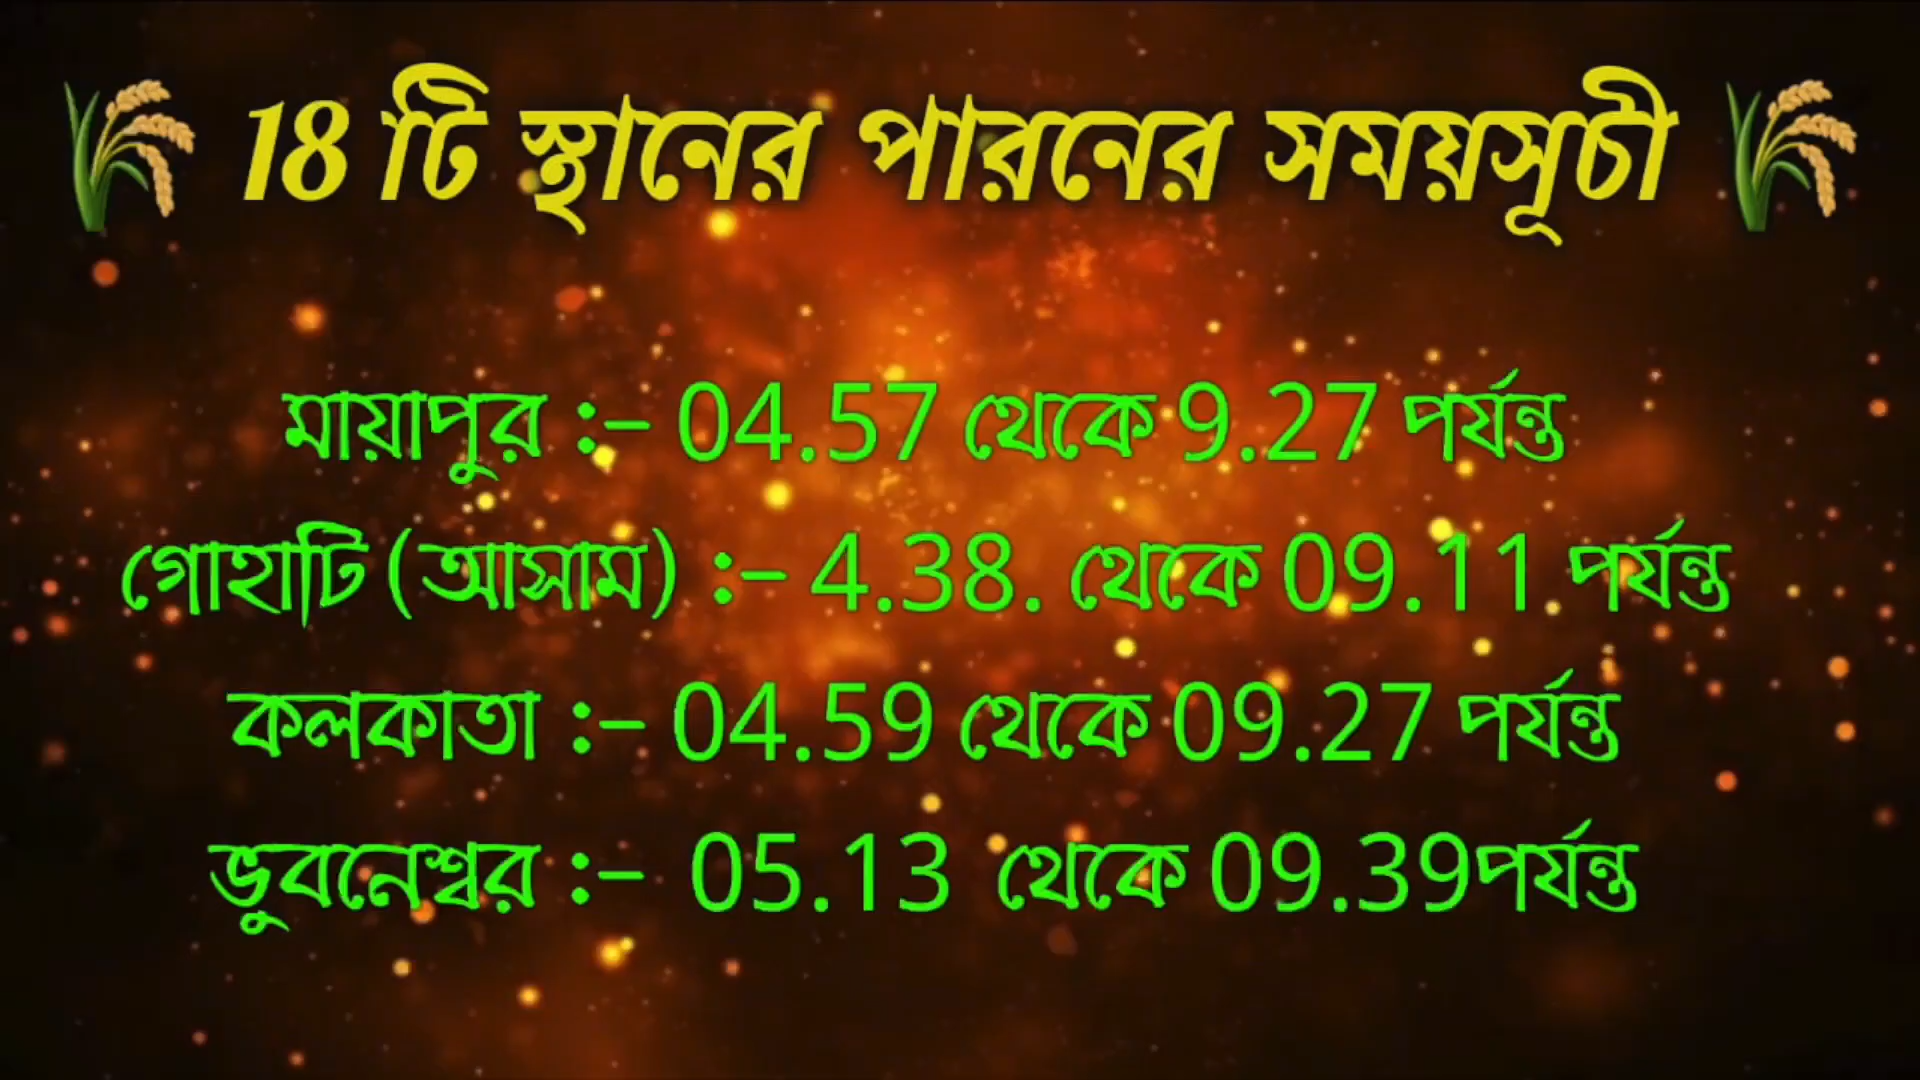 18 টি স্থানের পারনের সময়সূচী
মায়াপুর :– 04.57 থেকে 9.27 পর্যন্ত
গোহাটি (আসাম) :– 4.38. থেকে 09.11 পর্যন্ত
কলকাতা :– 04.59 থেকে 09.27 পর্যন্ত
ভুবনেশ্বর :– 05.13 থেকে 09.39পর্যন্ত